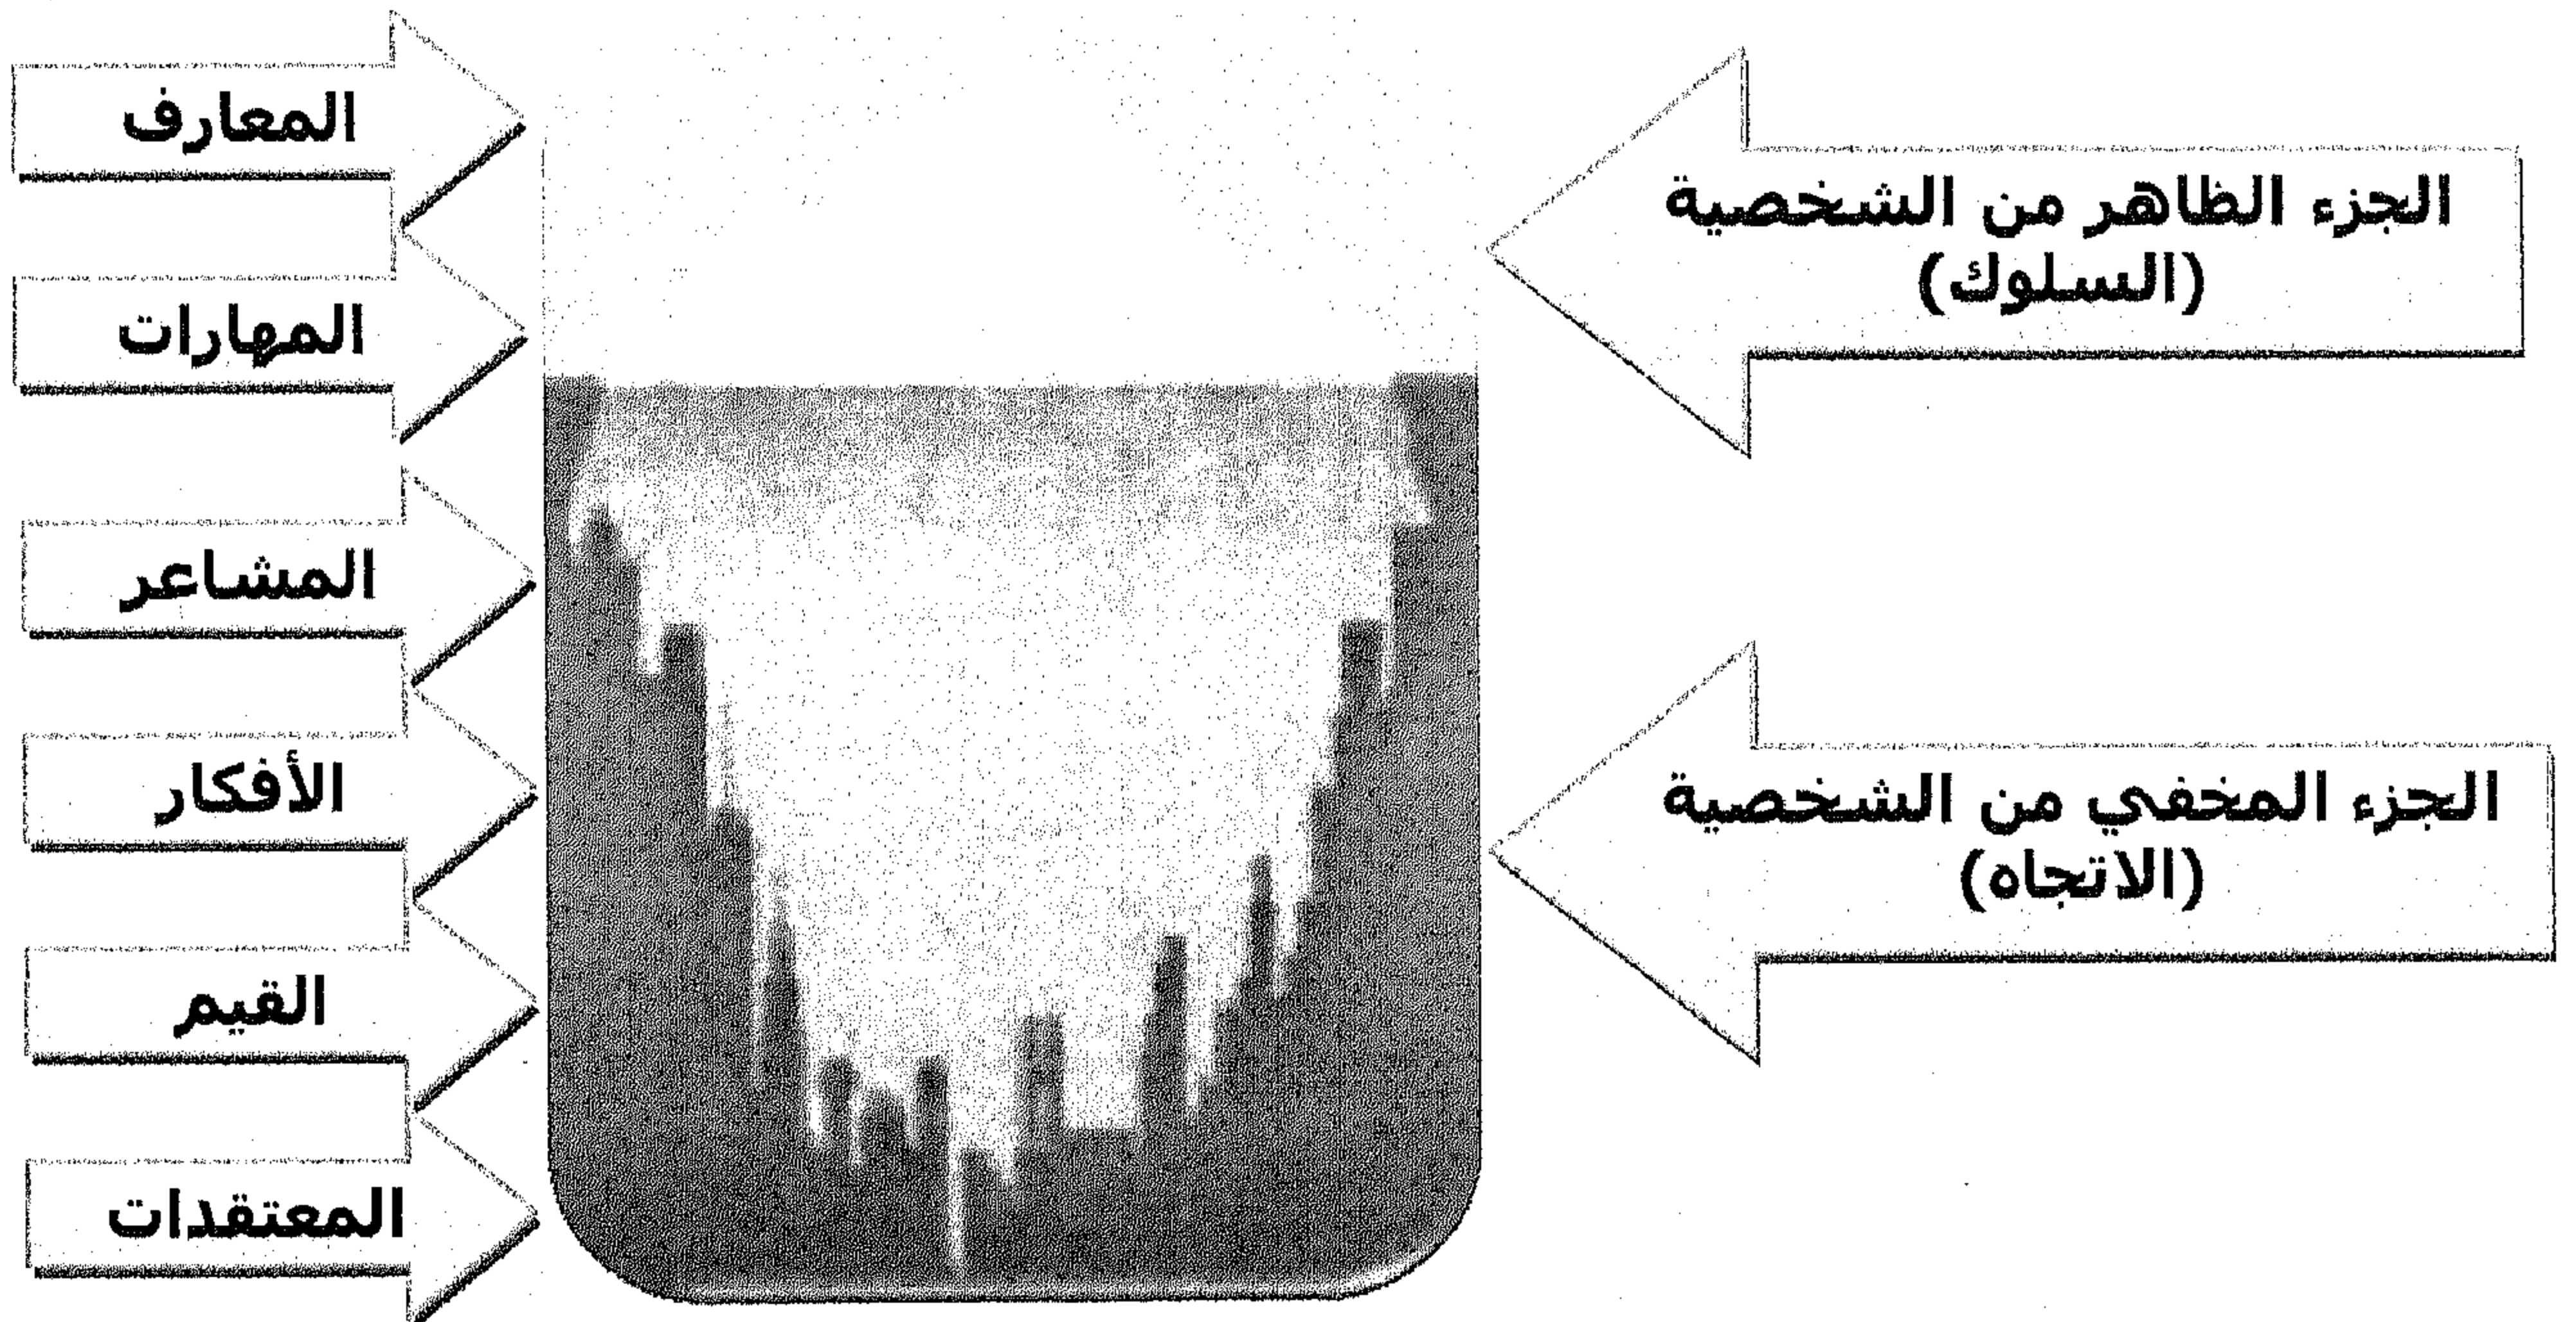 الجزء الظاهر من الشخصية
(السلوك)
الجزء المخفي من الشخصية
(الاتجاه)
المعارف
المهارات
المشاعر
الأفكار
القيم
المعتقدات